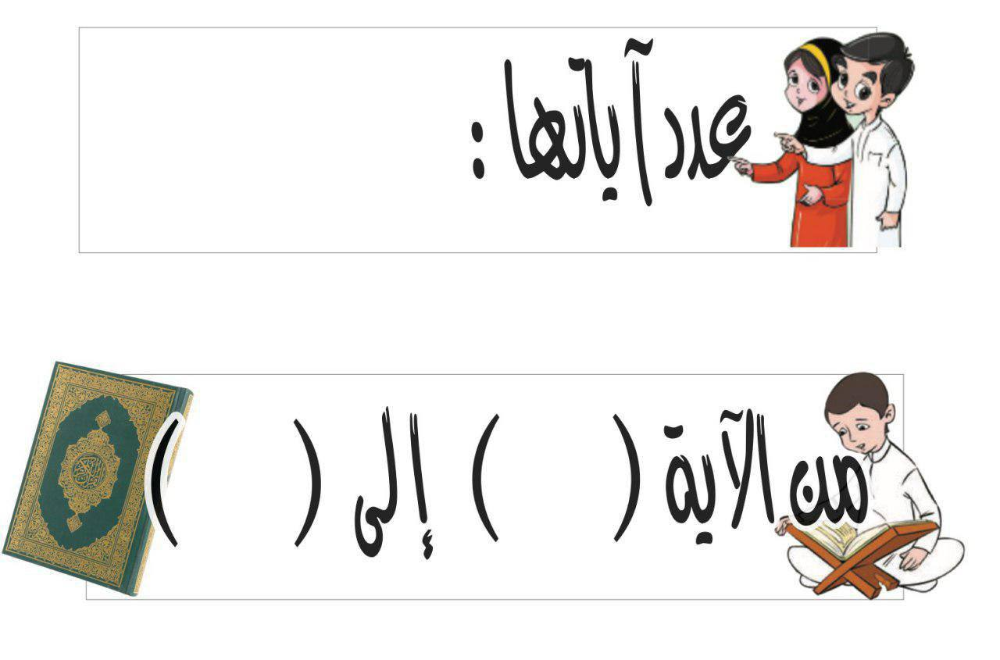 عدد آياتها :
من الآية (     ) إلى (     )